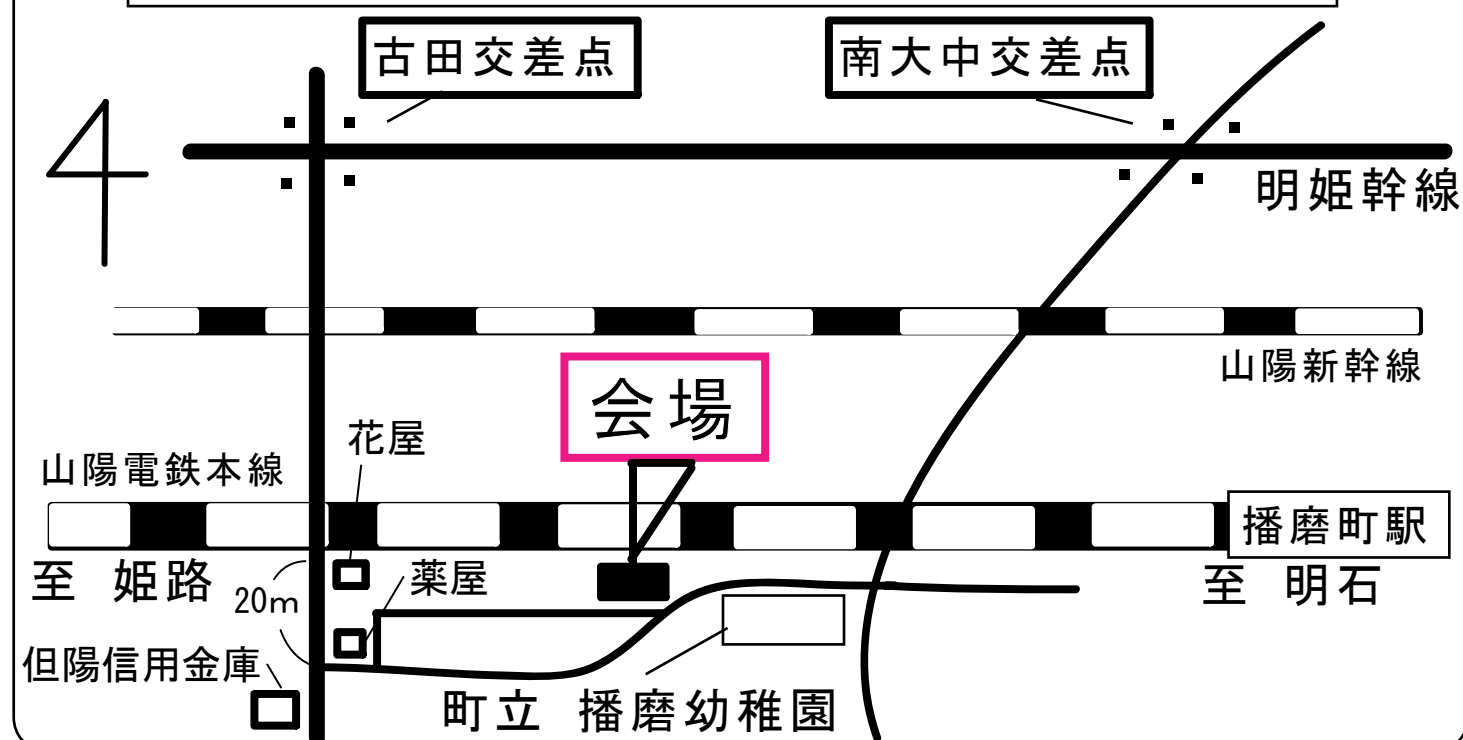 古田交差点
南大中交差点
明姫幹線
山陽新幹線
会場
花屋
山陽電鉄本線
播磨町駅
至 姫路
20m
薬屋
至 明石
但陽信用金庫
町立 播磨幼稚園